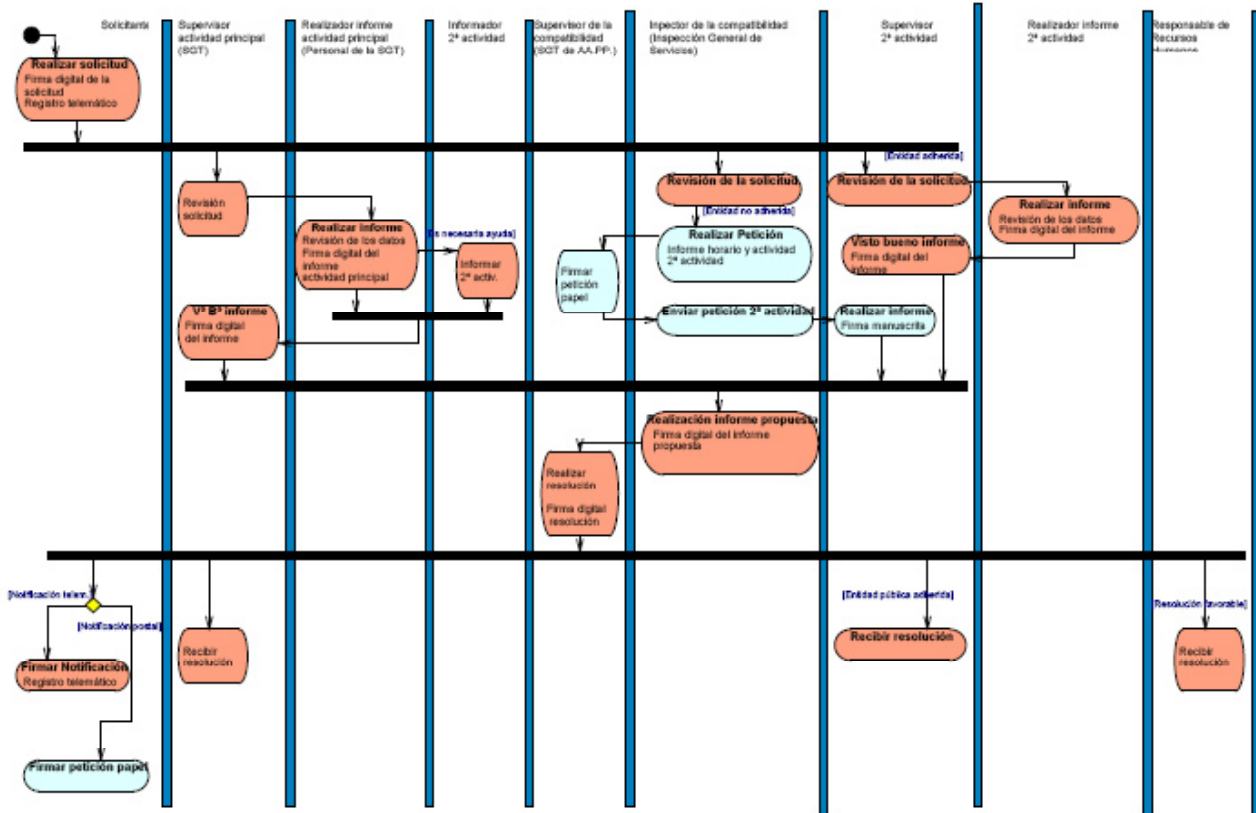 Solicitante
Supervisor
actividad principal
(SGT)
Realizador informe
actividad principal
(Personal de la SGT)
Informador
2ª actividad
Supervisor de la
compatibilidad
(SGT de AA.PP.)
Inpector de la compatibilidad
(Inspección General de
Servicios)
Supervisor
2ª actividad
Realizador informe
2ª actividad
Responsable de
Recursos
Humanos
Realizar solicitud
Firma digital de la
solicitud
Registro telemático
[Entidad adherida]
Revisión
solicitud
Revisión de la solicitud
Revisión de la solicitud
[Entidad no adherida]
Realizar informe
Revisión de los datos
Firma digital del
informe
actividad principal
[Es necesaria ayuda]
Informar
2ª activ.
Realizar Petición
Informe horario y actividad
2ª actividad
Firmar
petición
papel
Visto bueno informe
Firma digital del
informe
Realizar informe
Revisión de los datos
Firma digital del informe
Vº Bº informe
Firma digital
del informe
Enviar petición 2ª actividad
Realizar informe
Firma manuscrita
Realización informe propuesta
Firma digital del informe
propuesta
Realizar
resolución
Firma digital
resolución
[Notificación telem.]
[Notificación postal]
[Entidad pública adherida]
[Resolución favorable]
Firmar Notificación
Registro telemático
Recibir
resolución
Recibir resolución
Recibir
resolución
Firmar petición papel